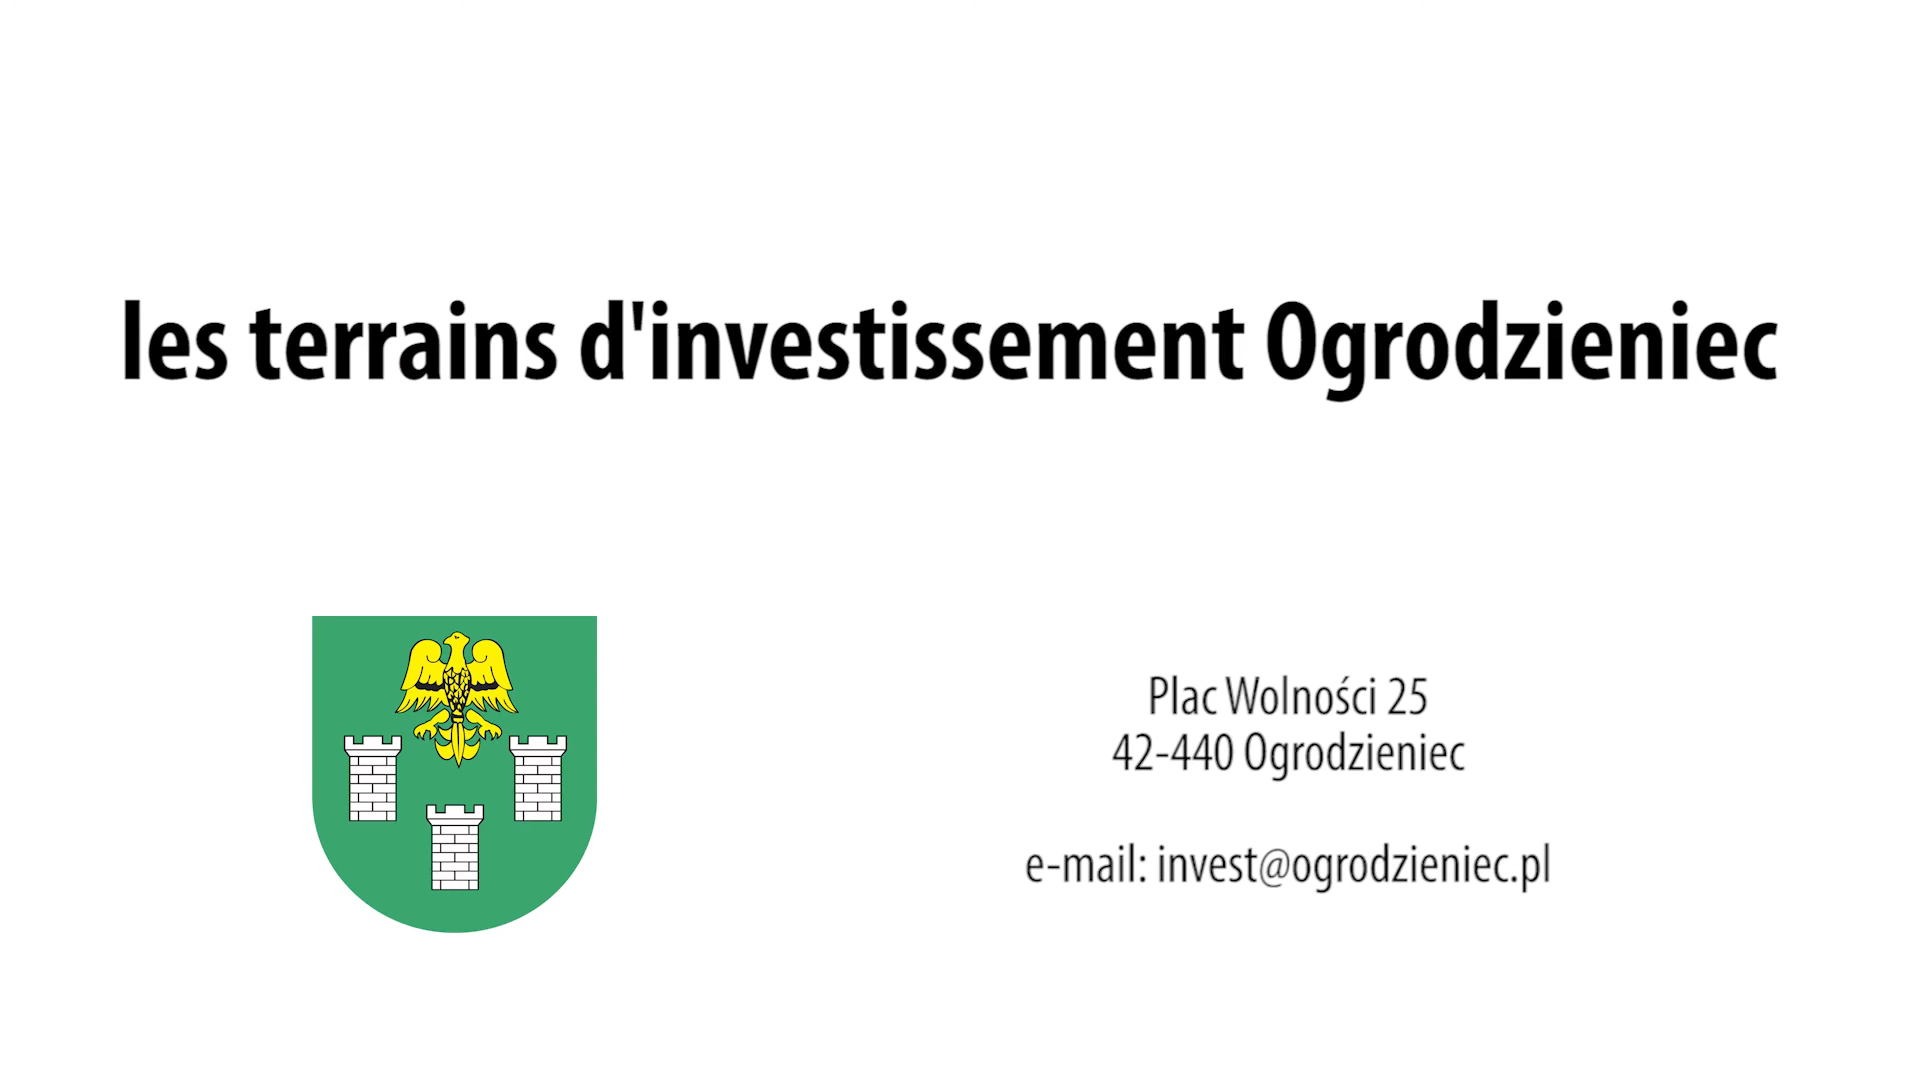 les terrains d'investissement Ogrodzieniec
Plac Wolności 25
42-440 Ogrodzieniec
e-mail: invest@ogrodzieniec.pl